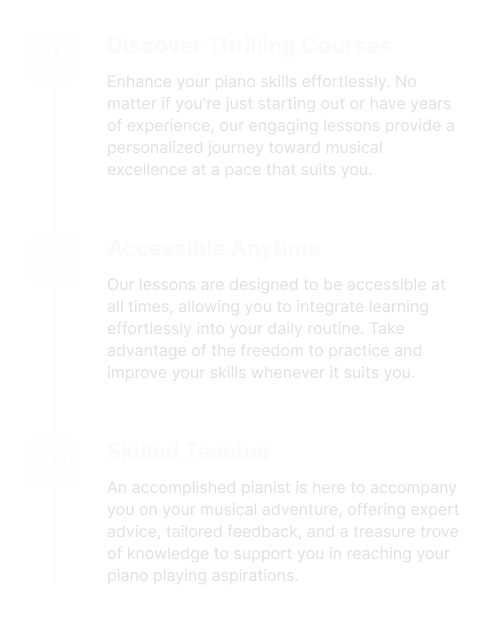 Discover Thrilling Courses
Enhance your piano skills effortlessly. No
matter if you're just starting out or have years
of experience, our engaging lessons provide a
personalized journey toward musical
excellence at a pace that suits you.
Accessible Anytime
Our lessons are designed to be accessible at
all times, allowing you to integrate learning
effortlessly into your daily routine. Take
advantage of the freedom to practice and
improve your skills whenever it suits you.
Skilled Teacher
An accomplished pianist is here to accompany
you on your musical adventure, offering expert
advice, tailored feedback, and a treasure trove
of knowledge to support you in reaching your
piano playing aspirations.